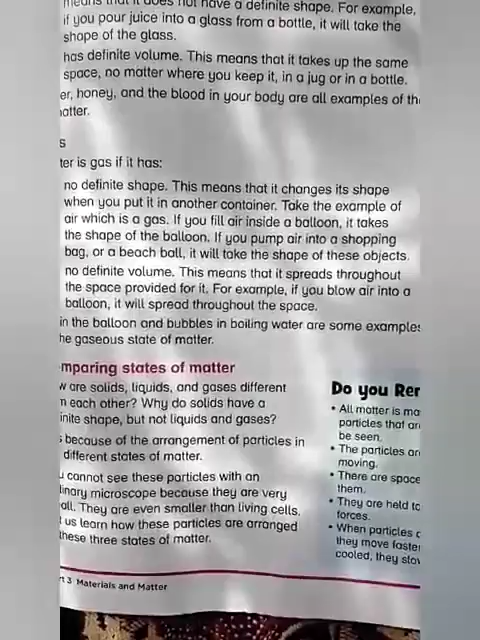 means that it does not have a definite shape. For example,
if you pour juice into a glass from a bottle, it will take the
shape of the glass.
has definite volume. This means that it takes up the same
space, no matter where you keep it, in a jug or in a bottle.
er, honey, and the blood in your body are all examples of th
atter.
s
ter is gas if it has:
no definite shape. This means that it changes its shape
when you put it in another container. Take the example of
air which is a gas. If you fill air inside a balloon, it takes
the shape of the balloon. If you pump air into a shopping
bag, or a beach ball, it will take the shape of these objects.
no definite volume. This means that it spreads throughout
the space provided for it. For example, if you blow air into a
balloon, it will spread throughout the space.
in the balloon and bubbles in boiling water are some examples
he gaseous state of matter.
mparing states of matter
w are solids, liquids, and gases different
m each other? Why do solids have a
inite shape, but not liquids and gases?
s because of the arrangement of particles in
different states of matter.
u cannot see these particles with an
dinary microscope because they are very
all. They are even smaller than living cells.
t us learn how these particles are arranged
these three states of matter.
Do you Rer
• All matter is ma
particles that are
be seen.
• The particles are
moving.
• There are space
them.
• They are held to
forces.
• When particles
they move faster
cooled, they slow
rt 3 Materials and Matter